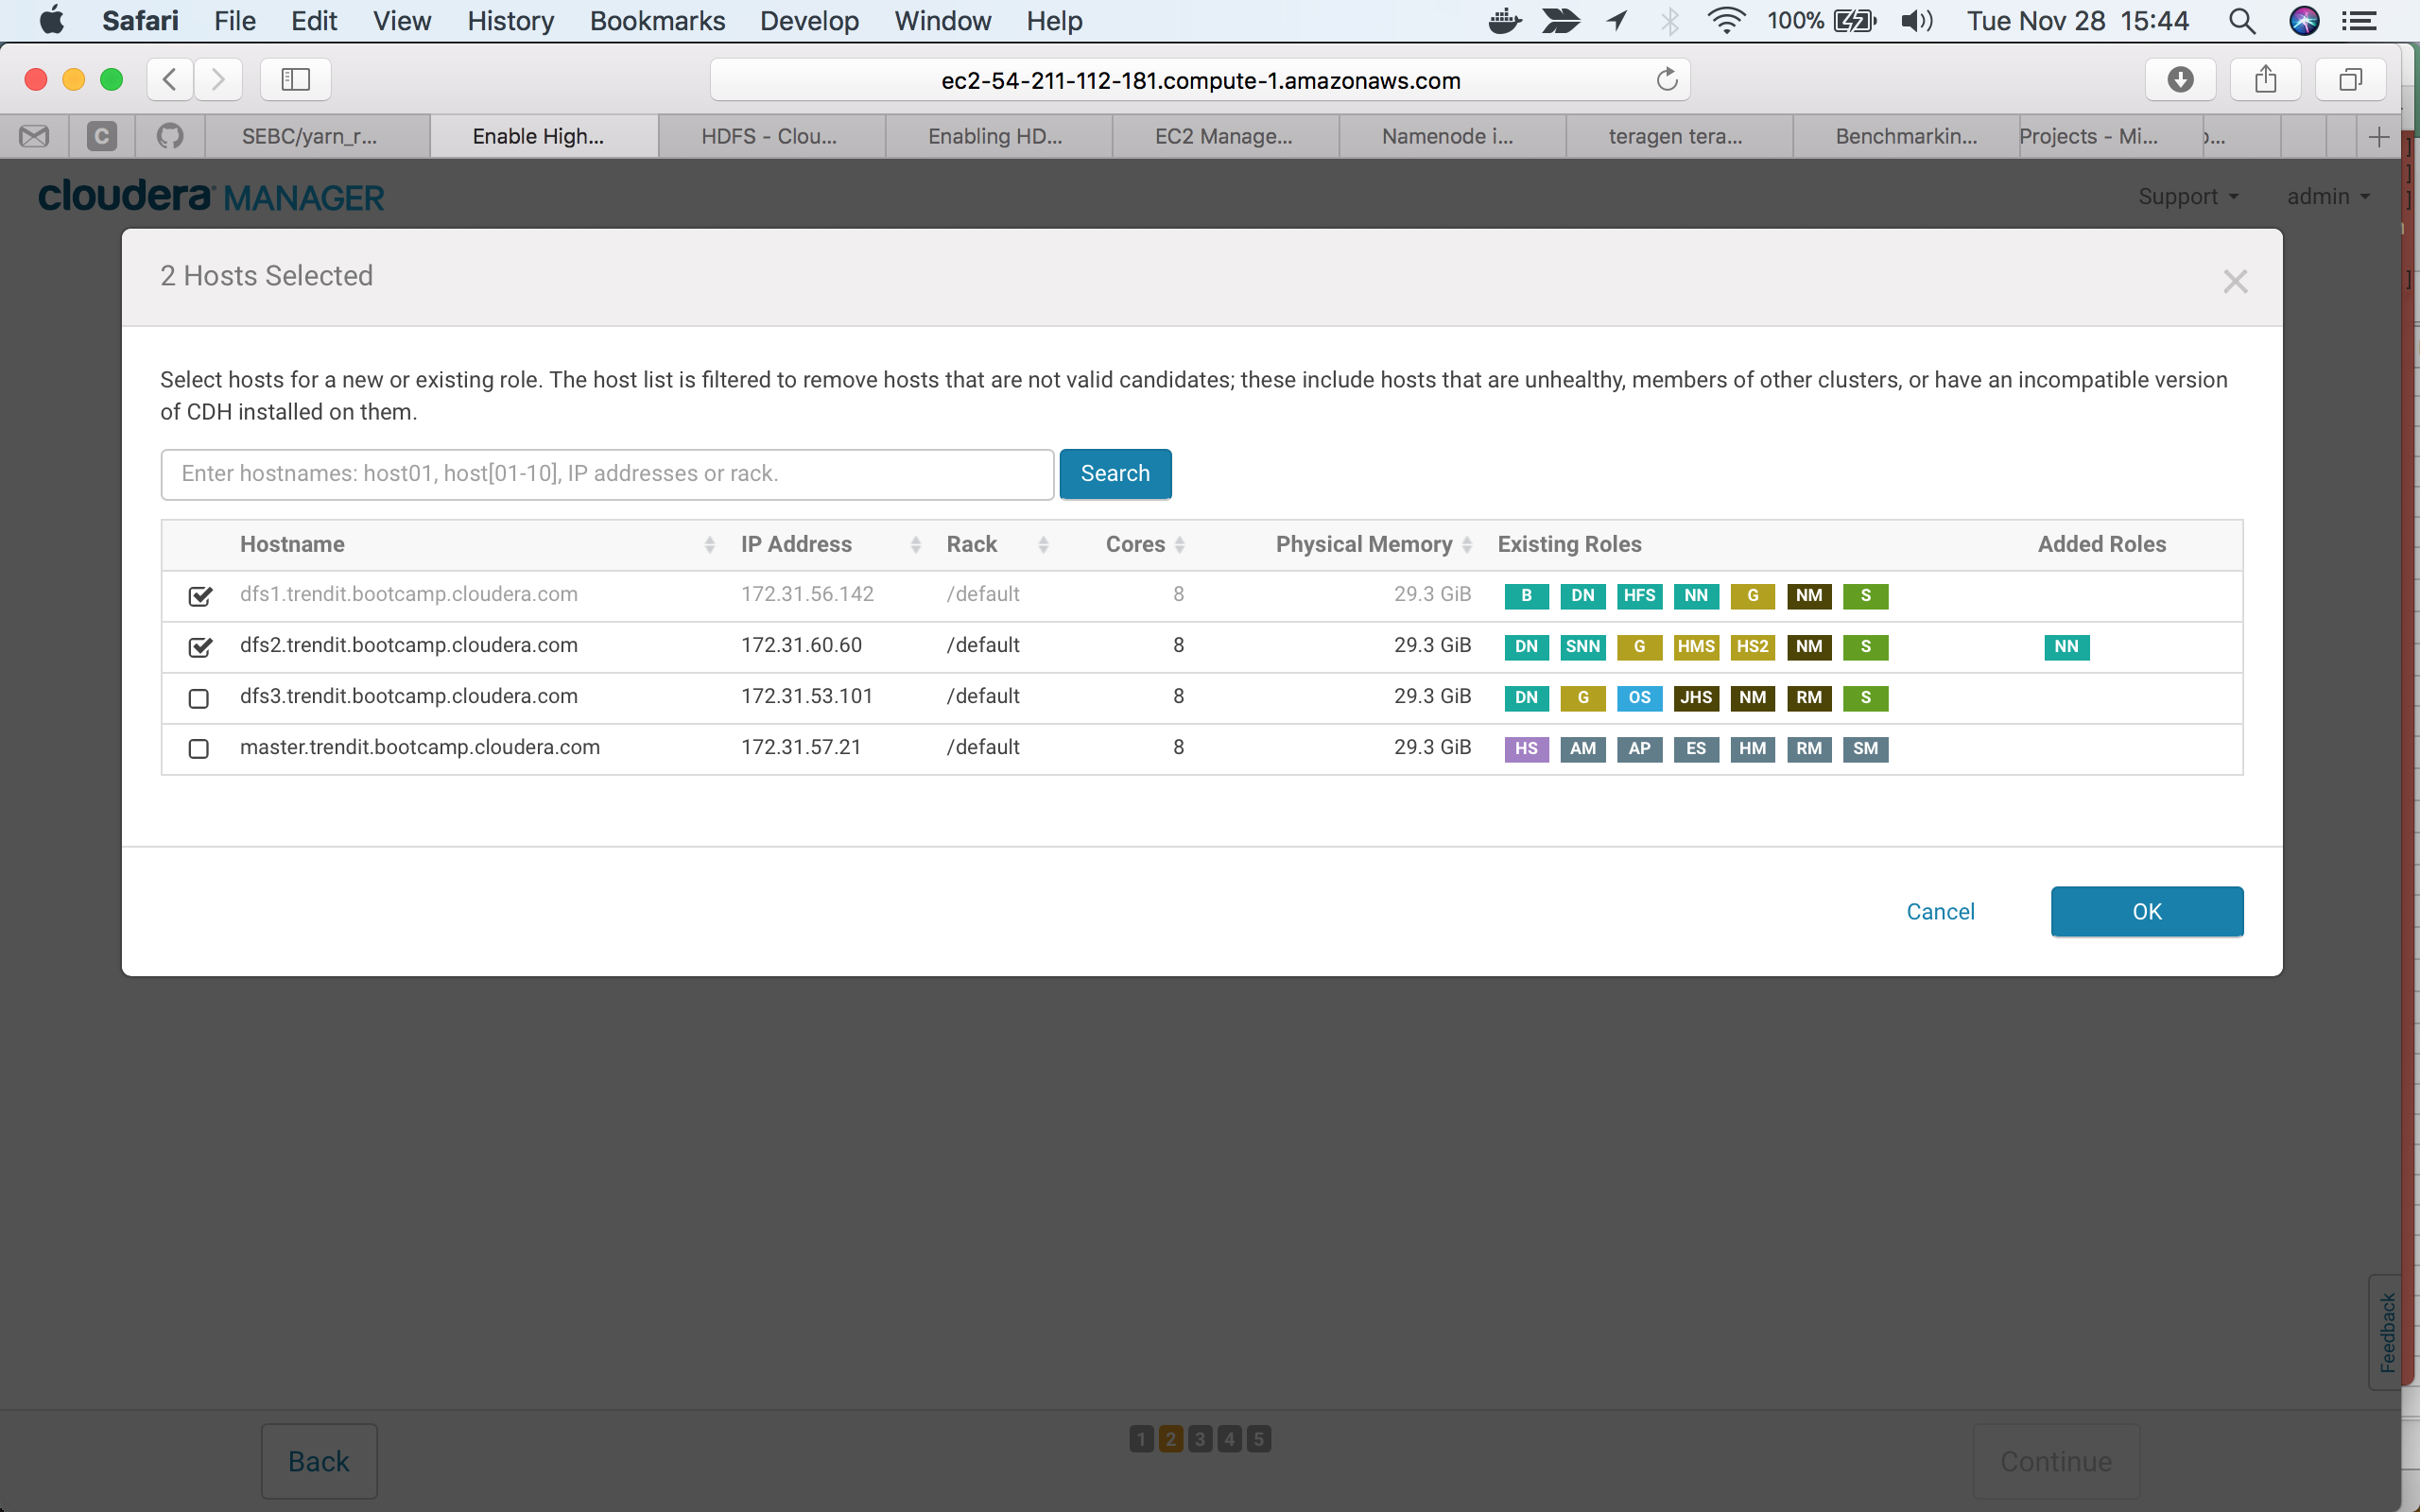 Safari File Edit View History Bookmarks Develop Window Help 100% Tue Nov 28 15:44
ec2-54-211-112-181.compute-1.amazonaws.com
C SEBC/yarn_r... Enable High... HDFS - Clou... Enabling HD... EC2 Manage... Namenode i... teragen tera... Benchmarkin... Projects - Mi...
cloudera MANAGER Support admin
2 Hosts Selected
Select hosts for a new or existing role. The host list is filtered to remove hosts that are not valid candidates; these include hosts that are unhealthy, members of other clusters, or have an incompatible version
of CDH installed on them.
Enter hostnames: host01, host[01-10], IP addresses or rack. Search
Hostname IP Address Rack Cores Physical Memory Existing Roles Added Roles
dfs1.trendit.bootcamp.cloudera.com 172.31.56.142 /default 8 29.3 GiB B DN HFS NN G NM S
dfs2.trendit.bootcamp.cloudera.com 172.31.60.60 /default 8 29.3 GiB DN SNN G HMS HS2 NM S NN
dfs3.trendit.bootcamp.cloudera.com 172.31.53.101 /default 8 29.3 GiB DN G OS JHS NM RM S
master.trendit.bootcamp.cloudera.com 172.31.57.21 /default 8 29.3 GiB HS AM AP ES HM RM SM
Cancel OK
Feedback
Back 1 2 3 4 5 Continue